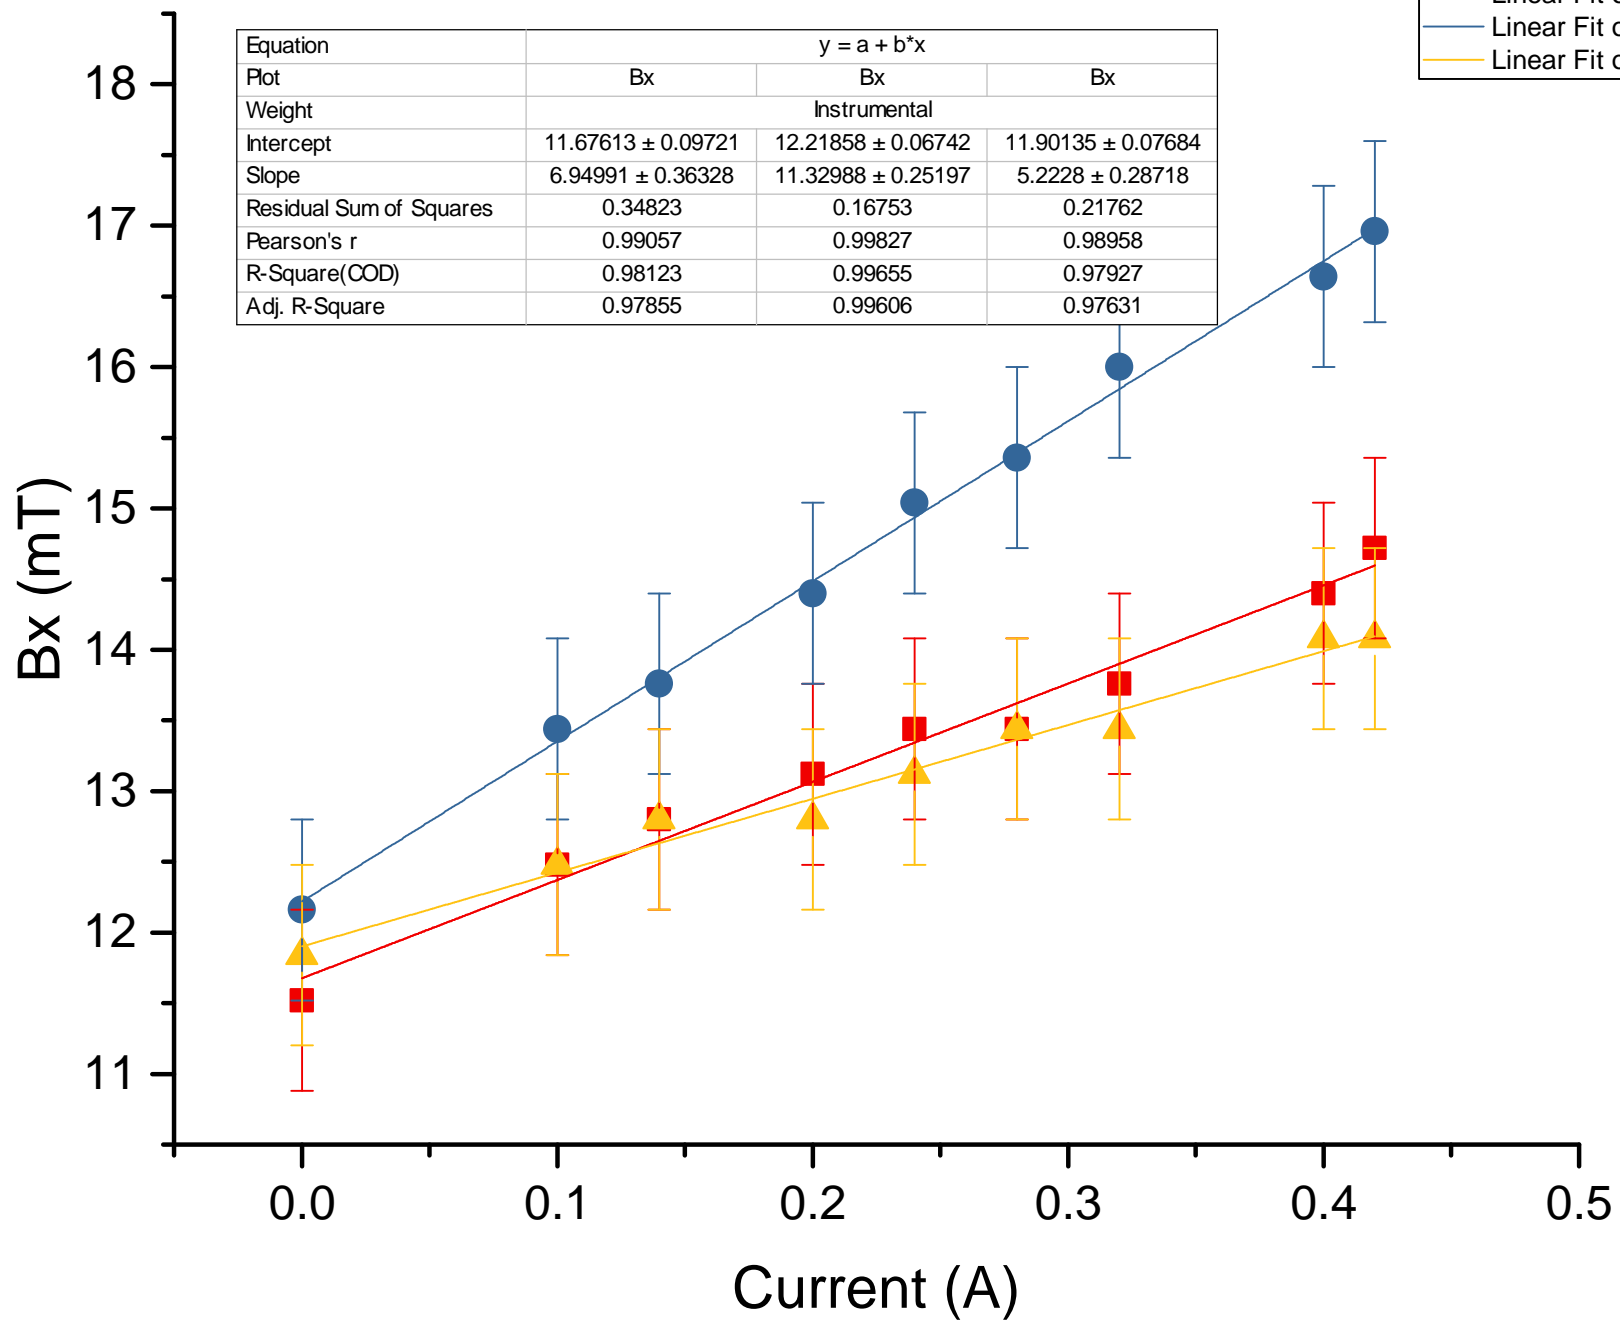 Linear Fit
Linear Fit
Equation y = a + b*x
Plot Bx Bx Bx
Weight Instrumental
Intercept 11.67613 ± 0.09721 12.21858 ± 0.06742 11.90135 ± 0.07684
Slope 6.94991 ± 0.36328 11.32988 ± 0.25197 5.2228 ± 0.28718
Residual Sum of Squares 0.34823 0.16753 0.21762
Pearson's r 0.99057 0.99827 0.98958
R-Square(COD) 0.98123 0.99655 0.97927
Adj. R-Square 0.97855 0.99606 0.97631
18
17
16
15
14
13
12
11
Bx (mT)
0.0 0.1 0.2 0.3 0.4 0.5
Current (A)